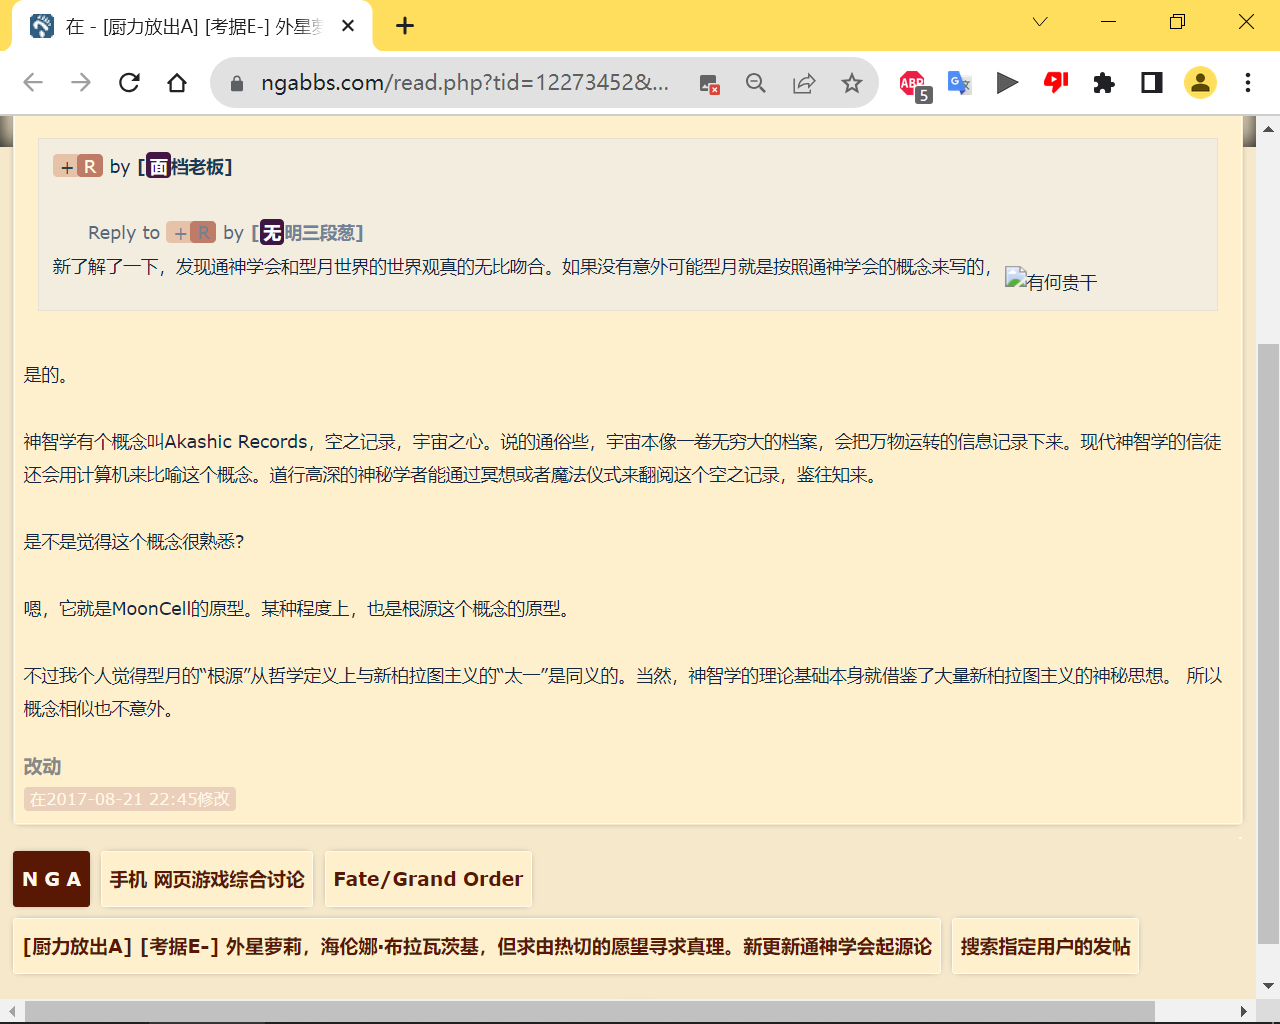 在 - [厨力放出A] [考据E-] 外星萝
ngabbs.com/read.php?tid=12273452&...
ABP
5
+ R by [面档老板]
Reply to + R by [无明三段葱]
新了解了一下，发现通神学会和型月世界的世界观真的无比吻合。如果没有意外可能型月就是按照通神学会的概念来写的，有何贵干
是的。
神智学有个概念叫Akashic Records，空之记录，宇宙之心。说的通俗些，宇宙本像一卷无穷大的档案，会把万物运转的信息记录下来。现代神智学的信徒
还会用计算机来比喻这个概念。道行高深的神秘学者能通过冥想或者魔法仪式来翻阅这个空之记录，鉴往知来。
是不是觉得这个概念很熟悉？
嗯，它就是MoonCell的原型。某种程度上，也是根源这个概念的原型。
不过我个人觉得型月的“根源”从哲学定义上与新柏拉图主义的“太一”是同义的。当然，神智学的理论基础本身就借鉴了大量新柏拉图主义的神秘思想。 所以
概念相似也不意外。
改动
在2017-08-21 22:45修改
N G A 手机 网页游戏综合讨论 Fate/Grand Order
[厨力放出A] [考据E-] 外星萝莉，海伦娜·布拉瓦茨基，但求由热切的愿望寻求真理。新更新通神学会起源论 搜索指定用户的发帖